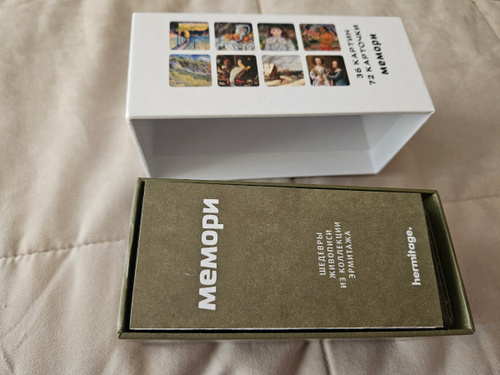 36 КАРТИН
72 КАРТОЧКИ
мемори
мемори
ШЕДЕВРЫ
ЖИВОПИСИ
ИЗ КОЛЛЕКЦИИ
ЭРМИТАЖА
hermitage.